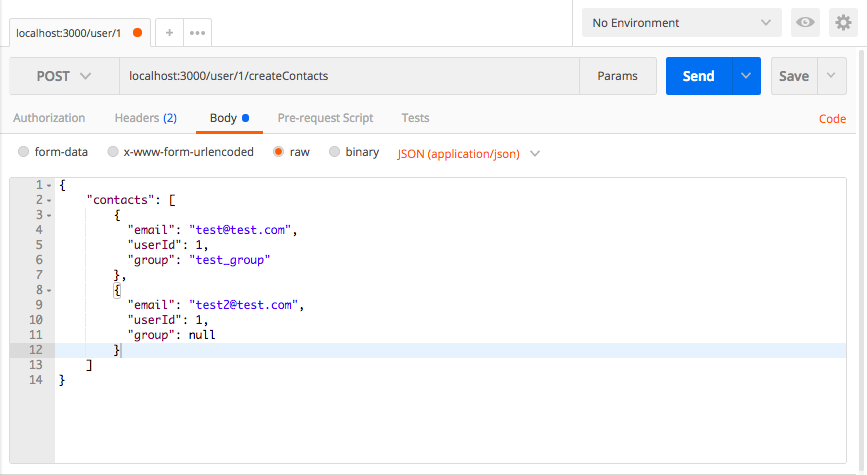 localhost:3000/user/1
+
•••
No Environment
POST
localhost:3000/user/1/createContacts
Params
Send
Save
Authorization
Headers (2)
Body
Pre-request Script
Tests
Code
form-data
x-www-form-urlencoded
raw
binary
JSON (application/json)
1 {
2 "contacts": [
3 {
4 "email": "test@test.com",
5 "userId": 1,
6 "group": "test_group"
7 },
8 {
9 "email": "test2@test.com",
10 "userId": 1,
11 "group": null
12 }
13 ]
14 }